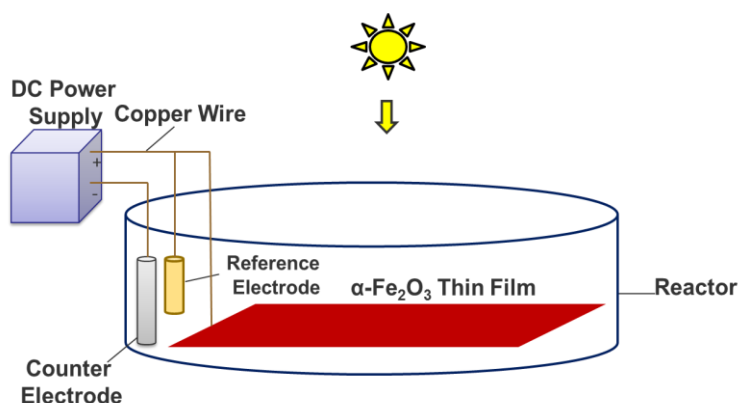 DC Power
Supply
Copper Wire
+
-
Reference
Electrode
α-Fe₂O₃ Thin Film
Reactor
Counter
Electrode